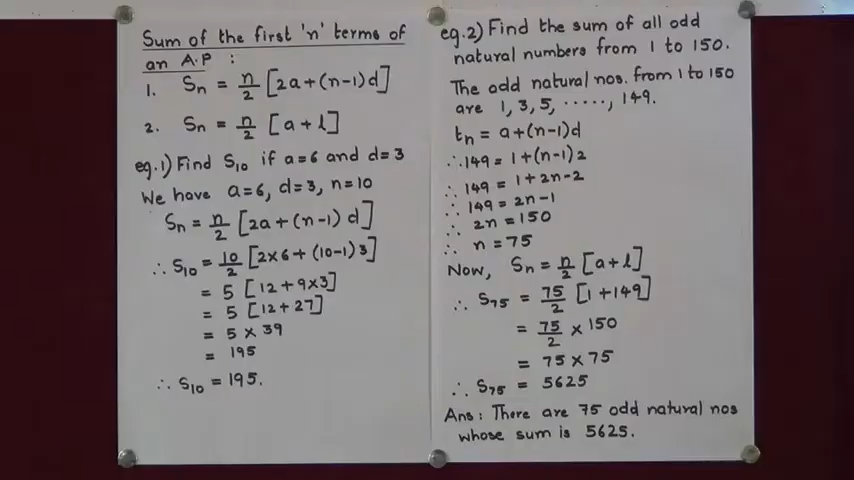 Sum of the first 'n' terms of
an A.P :
1. Sn = n/2 [2a+(n-1)d]
2. Sn = n/2 [a+l]
eg.1) Find S10 if a=6 and d=3
We have a=6, d=3, n=10
Sn = n/2 [2a+(n-1) d]
∴ S10 = 10/2 [2×6+(10-1)3]
= 5 [12+9×3]
= 5 [12+27]
= 5 × 39
= 195
∴ S10 = 195.
eg.2) Find the sum of all odd
natural numbers from 1 to 150.
The odd natural nos. from 1 to 150
are 1, 3, 5, ......, 149.
tn = a+(n-1)d
∴ 149 = 1+(n-1)2
∴ 149 = 1+2n-2
∴ 149 = 2n-1
∴ 2n = 150
∴ n = 75
Now, Sn = n/2 [a+l]
∴ S75 = 75/2 [1+149]
= 75/2 × 150
= 75 × 75
∴ S75 = 5625
Ans: There are 75 odd natural nos
whose sum is 5625.